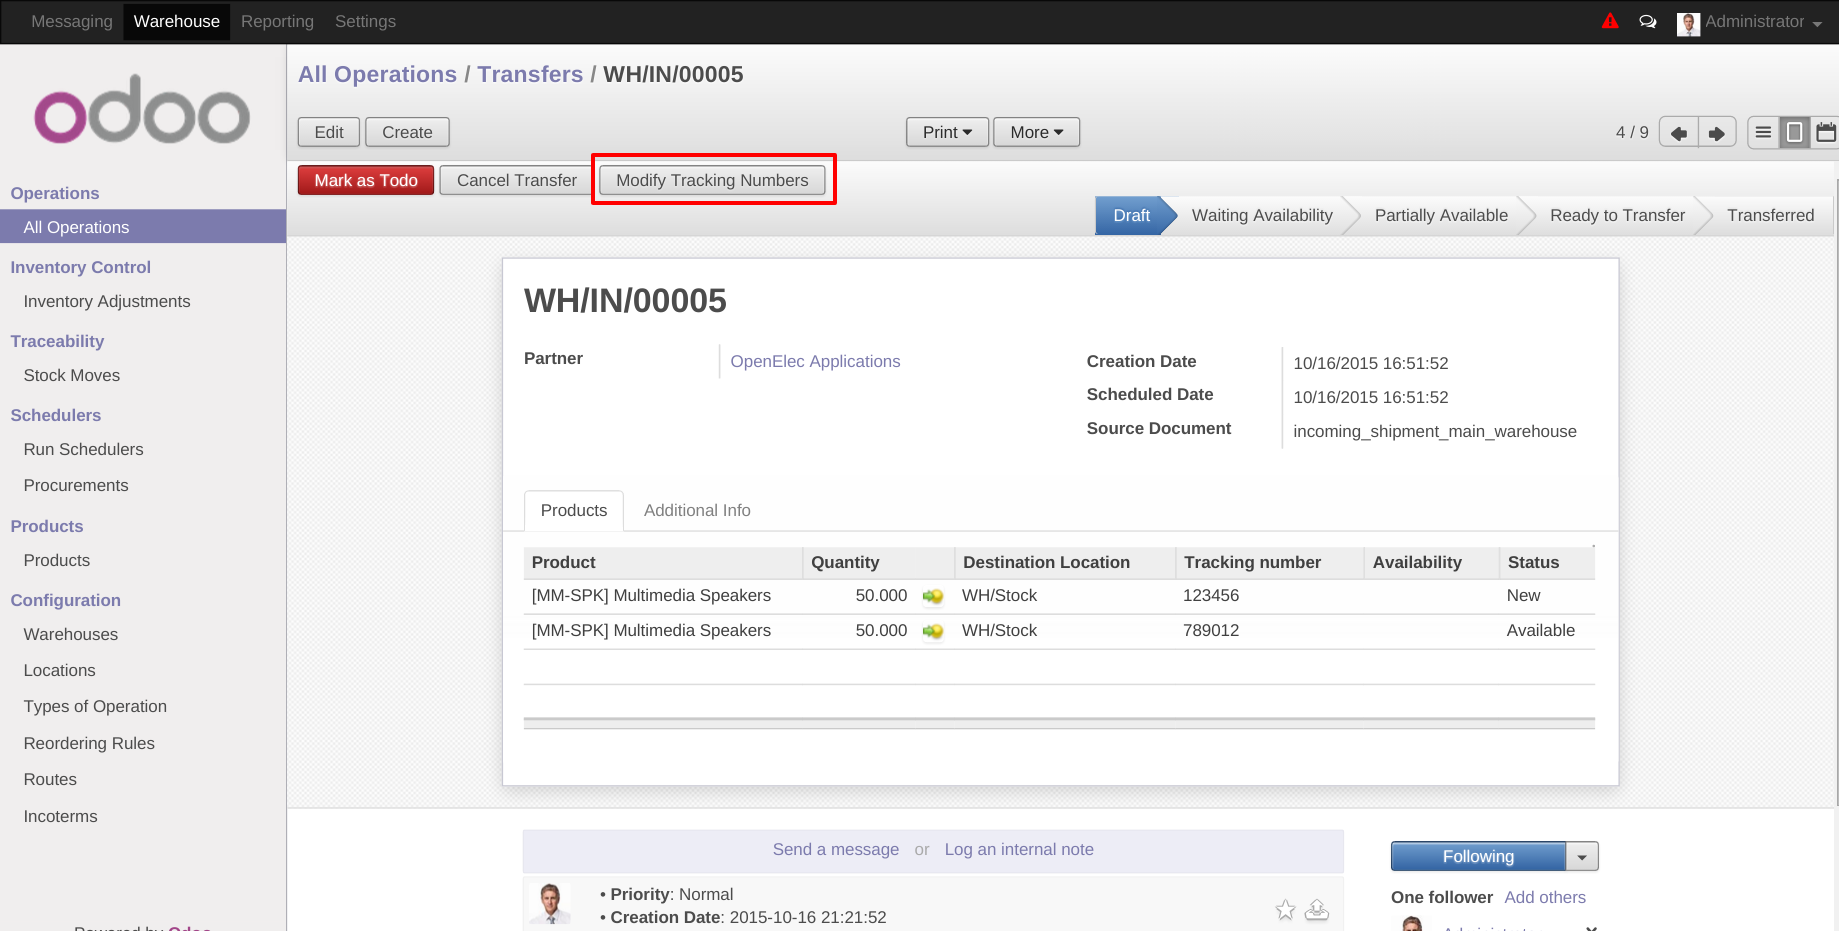 Messaging Warehouse Reporting Settings Administrator
odoo
All Operations / Transfers / WH/IN/00005
Edit Create Print More 4 / 9
Mark as Todo Cancel Transfer Modify Tracking Numbers
Draft Waiting Availability Partially Available Ready to Transfer Transferred
Operations
All Operations
Inventory Control
Inventory Adjustments
Traceability
Stock Moves
Schedulers
Run Schedulers
Procurements
Products
Products
Configuration
Warehouses
Locations
Types of Operation
Reordering Rules
Routes
Incoterms
Powered by Odoo
WH/IN/00005
Partner OpenElec Applications
Creation Date 10/16/2015 16:51:52
Scheduled Date 10/16/2015 16:51:52
Source Document incoming_shipment_main_warehouse
Products Additional Info
Product Quantity Destination Location Tracking number Availability Status
[MM-SPK] Multimedia Speakers 50.000 WH/Stock 123456 New
[MM-SPK] Multimedia Speakers 50.000 WH/Stock 789012 Available
Send a message or Log an internal note
• Priority: Normal
• Creation Date: 2015-10-16 21:21:52
Following
One follower Add others